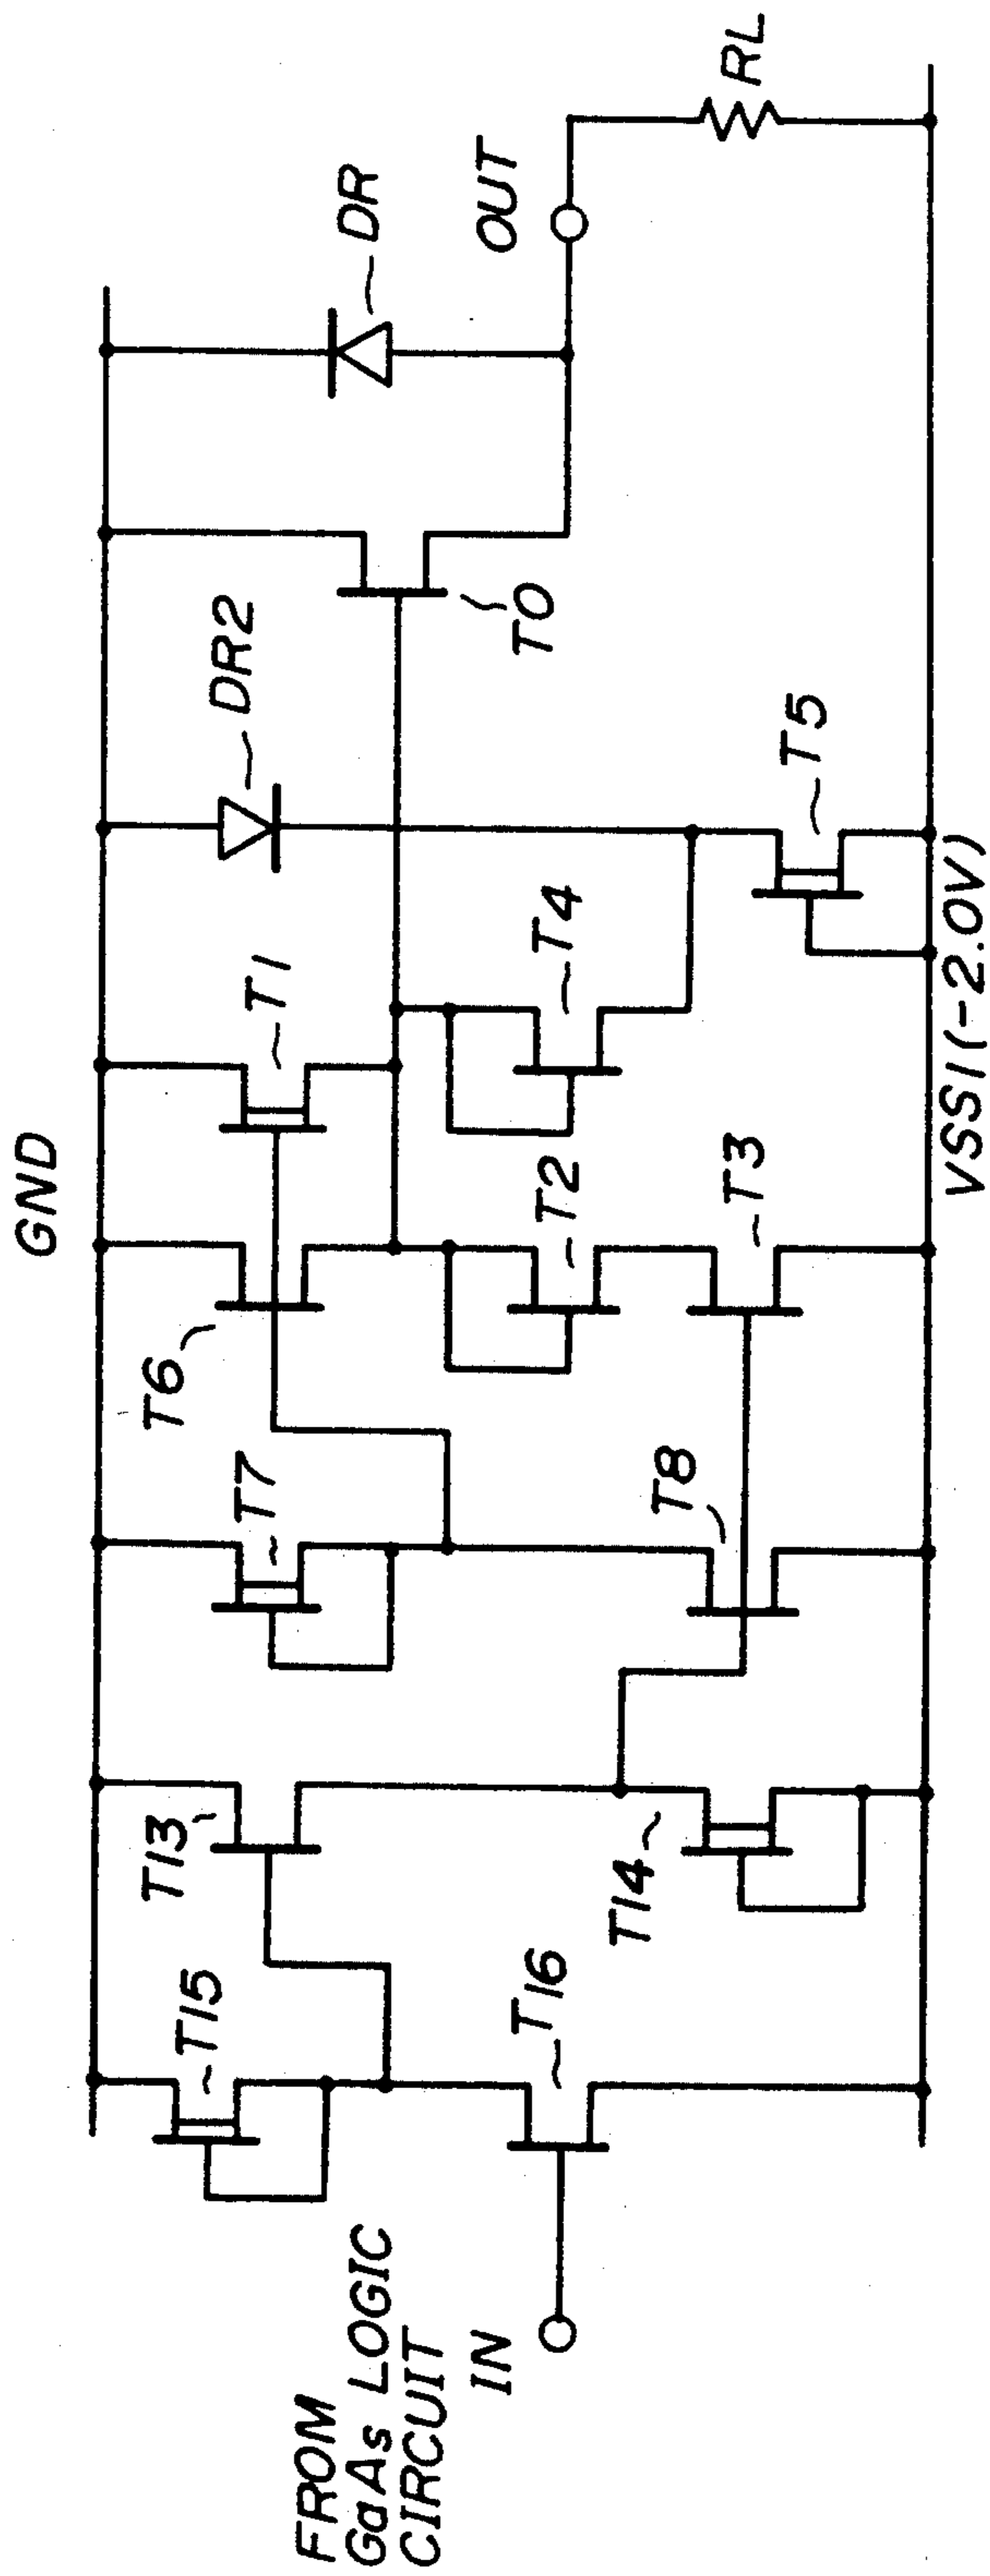 GND
T15
T13
T7
T6
T1
DR2
DR
T16
T14
T8
T2
T3
T4
T5
TO
OUT
RL
FROM
GaAs LOGIC
CIRCUIT
IN
VSS1(-2.0V)